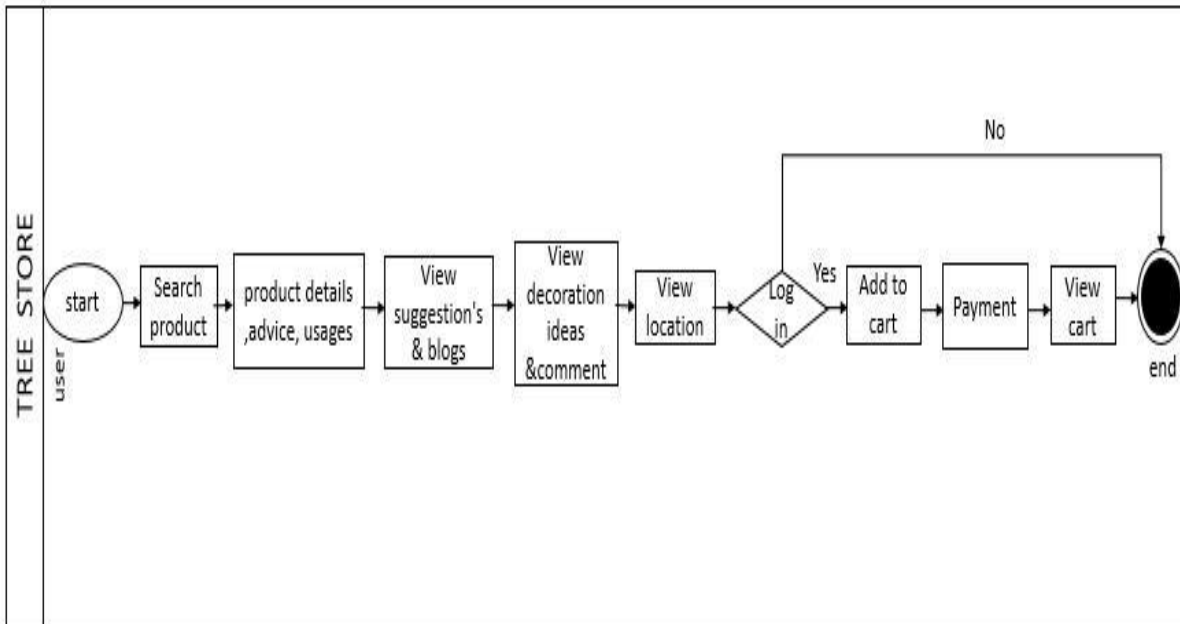 TREE STORE
user
start
Search
product
product details
,advice, usages
View
suggestion's
& blogs
View
decoration
ideas
&comment
View
location
Log
in
No
Yes
Add to
cart
Payment
View
cart
end